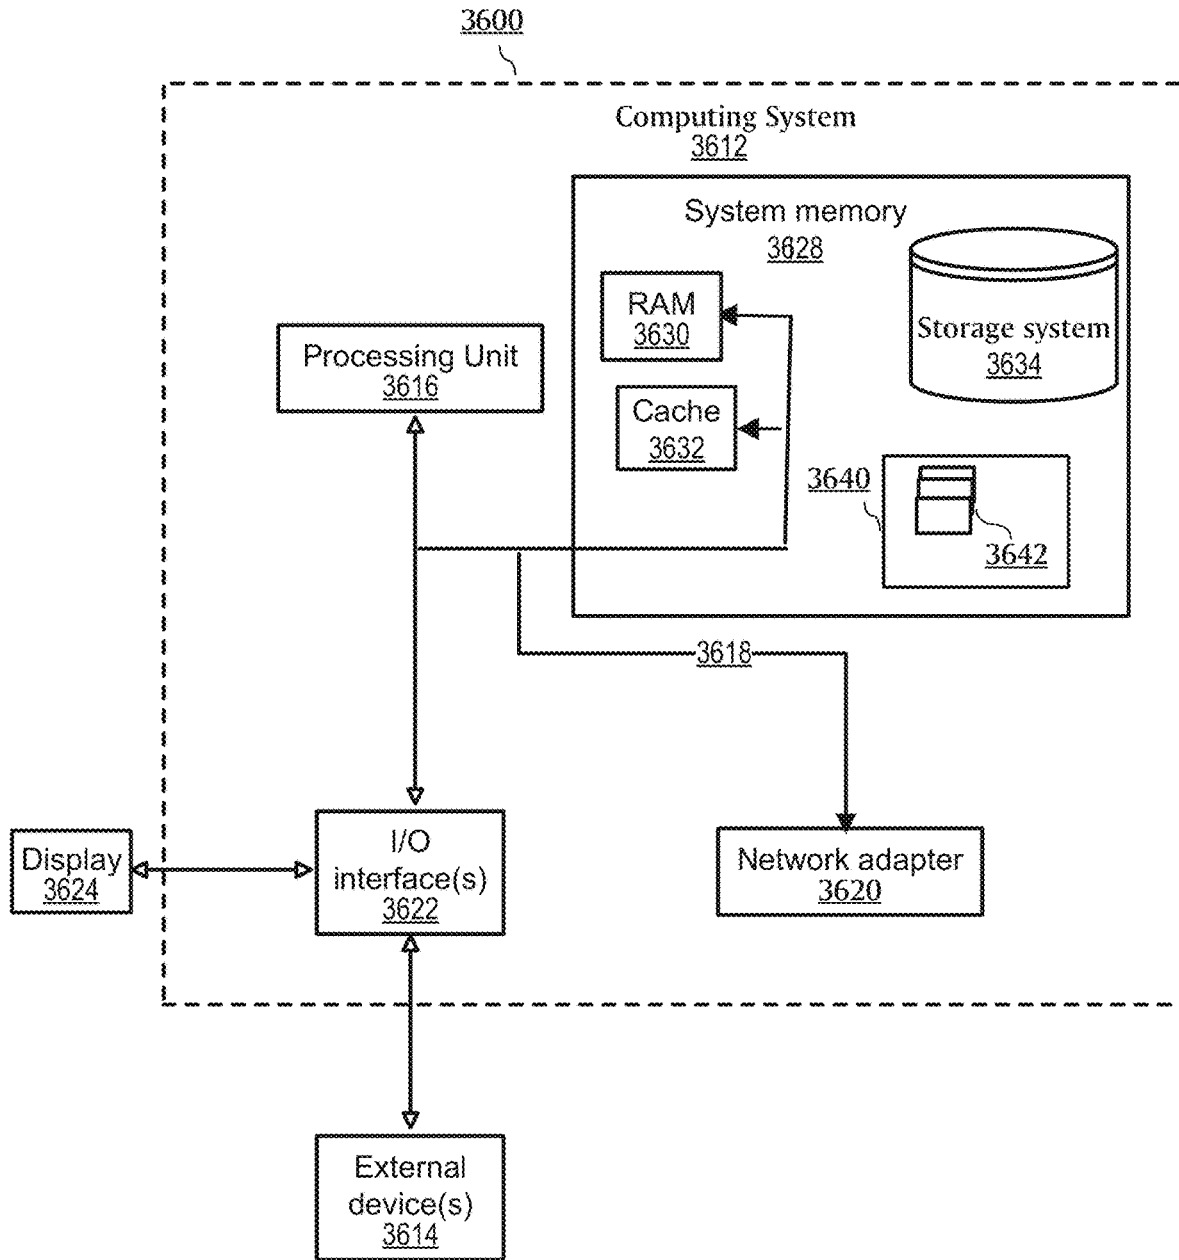 3600
Computing System
3612
System memory
3628
RAM
3630
Storage system
3634
Processing Unit
3616
Cache
3632
3640
3642
3618
Display
3624
I/O
interface(s)
3622
Network adapter
3620
External
device(s)
3614